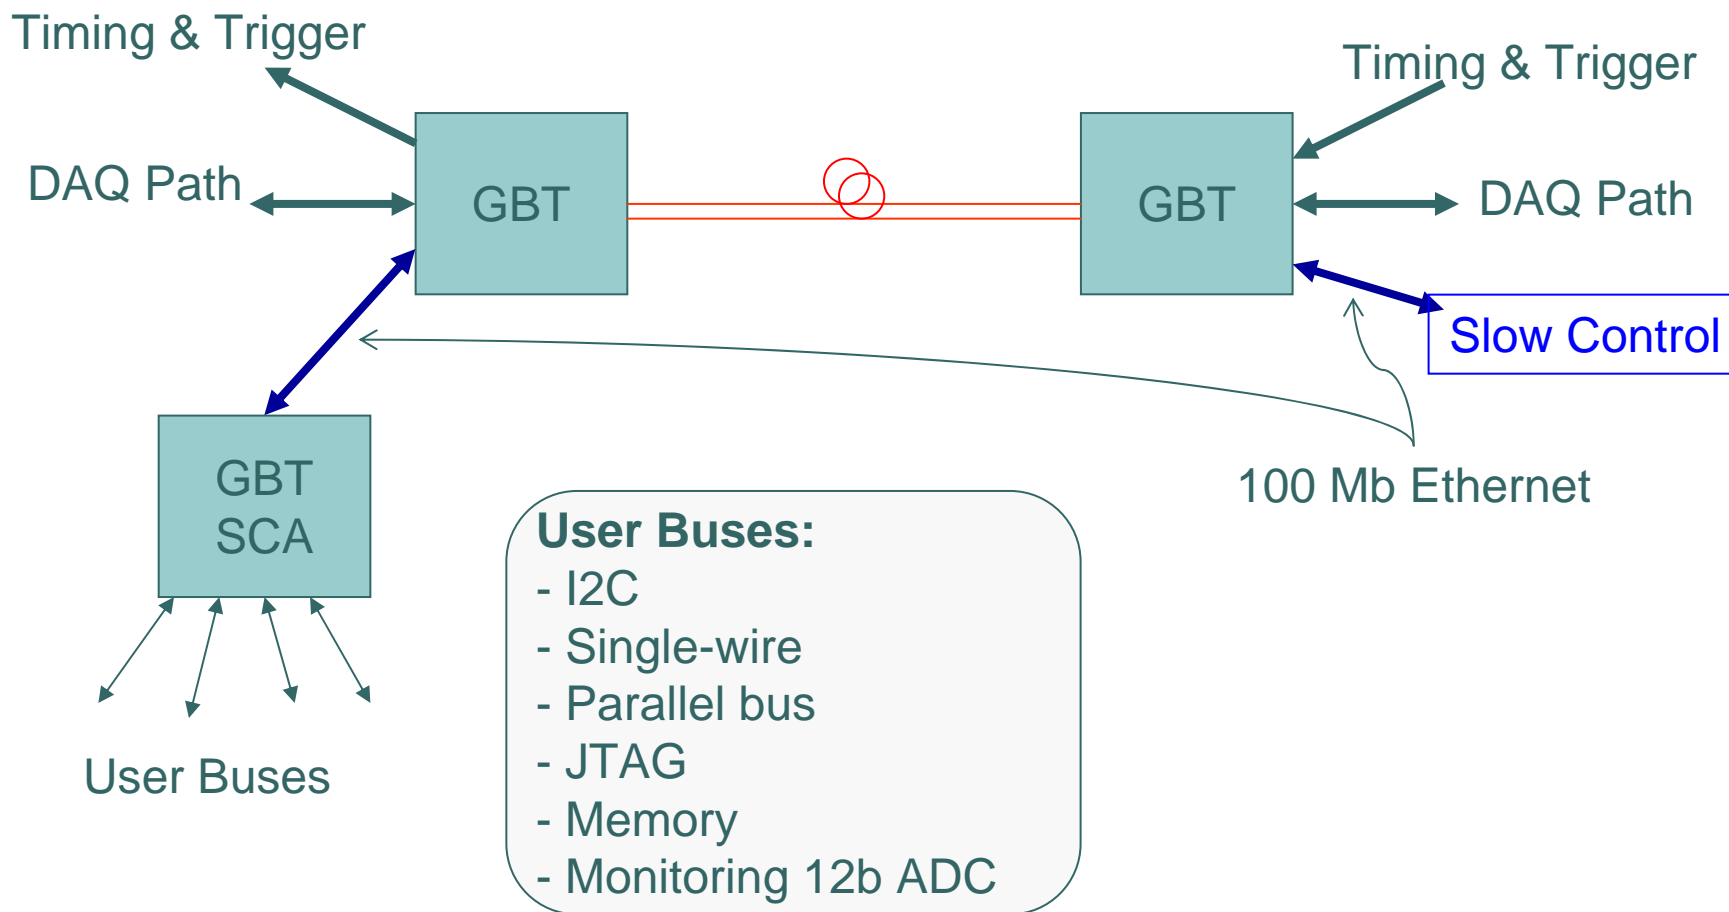 Timing & Trigger
Timing & Trigger
DAQ Path
GBT
GBT
DAQ Path
Slow Control
GBT
SCA
100 Mb Ethernet
User Buses
User Buses:
- I2C
- Single-wire
- Parallel bus
- JTAG
- Memory
- Monitoring 12b ADC